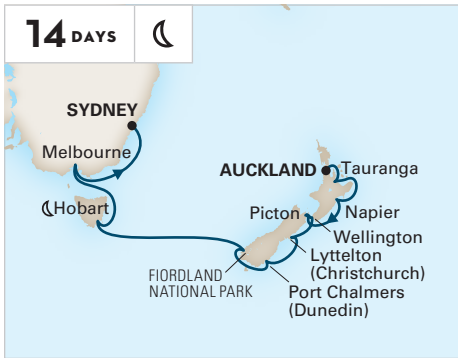 14 DAYS
SYDNEY
Melbourne
Hobart
AUCKLAND
Tauranga
Picton
Napier
Wellington
Lyttelton
(Christchurch)
FIORDLAND
NATIONAL PARK
Port Chalmers
(Dunedin)